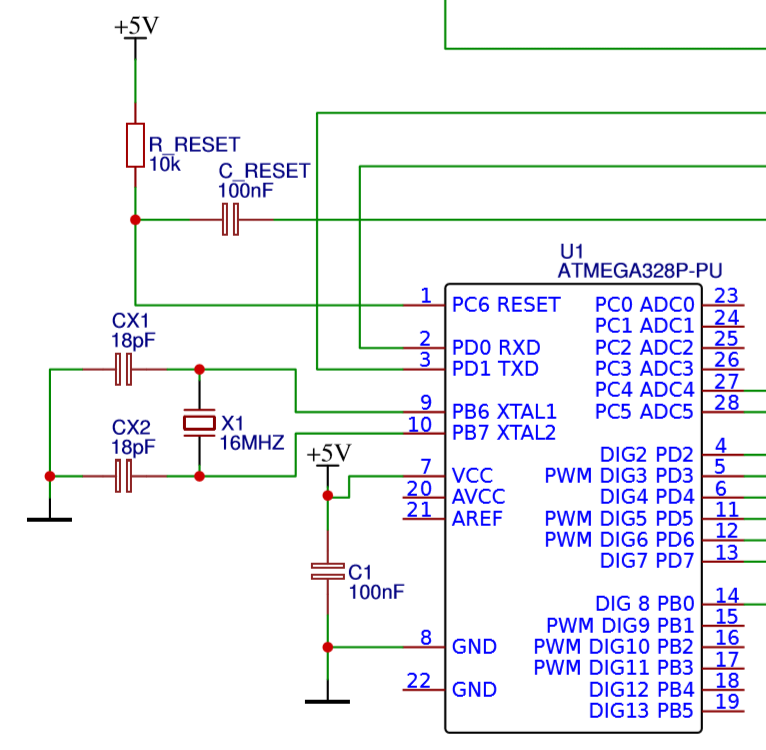 +5V
R_RESET
10k
C_RESET
100nF
U1
ATMEGA328P-PU
1 PC6 RESET PC0 ADC0 23
PC1 ADC1 24
2 PD0 RXD PC2 ADC2 25
3 PD1 TXD PC3 ADC3 26
PC4 ADC4 27
9 PB6 XTAL1 PC5 ADC5 28
10 PB7 XTAL2
CX1
18pF
CX2
18pF
X1
16MHZ
+5V
DIG2 PD2 4
7 VCC PWM DIG3 PD3 5
20 AVCC DIG4 PD4 6
21 AREF PWM DIG5 PD5 11
PWM DIG6 PD6 12
DIG7 PD7 13
C1
100nF
DIG 8 PB0 14
PWM DIG9 PB1 15
8 GND PWM DIG10 PB2 16
PWM DIG11 PB3 17
22 GND DIG12 PB4 18
DIG13 PB5 19